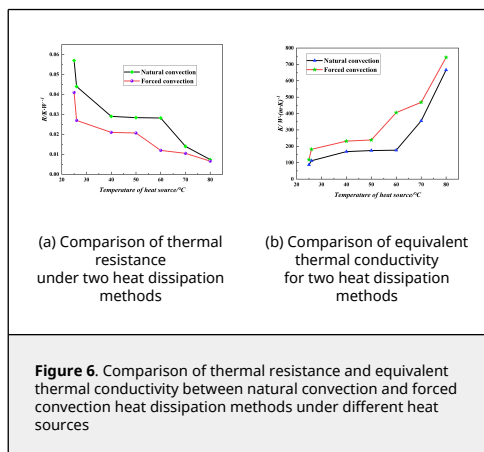 0.06
0.05
0.04
0.03
0.02
0.01
0.00
R/K·W⁻¹
Natural convection
Forced convection
20 30 40 50 60 70 80
Temperature of heat source/°C
800
700
600
500
400
300
200
100
0
K/ W·(m·K)⁻¹
Natural convection
Forced convection
20 30 40 50 60 70 80
Temperature of heat source/°C
(a) Comparison of thermal
resistance
under two heat dissipation
methods
(b) Comparison of equivalent
thermal conductivity
for two heat dissipation
methods
Figure 6. Comparison of thermal resistance and equivalent
thermal conductivity between natural convection and forced
convection heat dissipation methods under different heat
sources